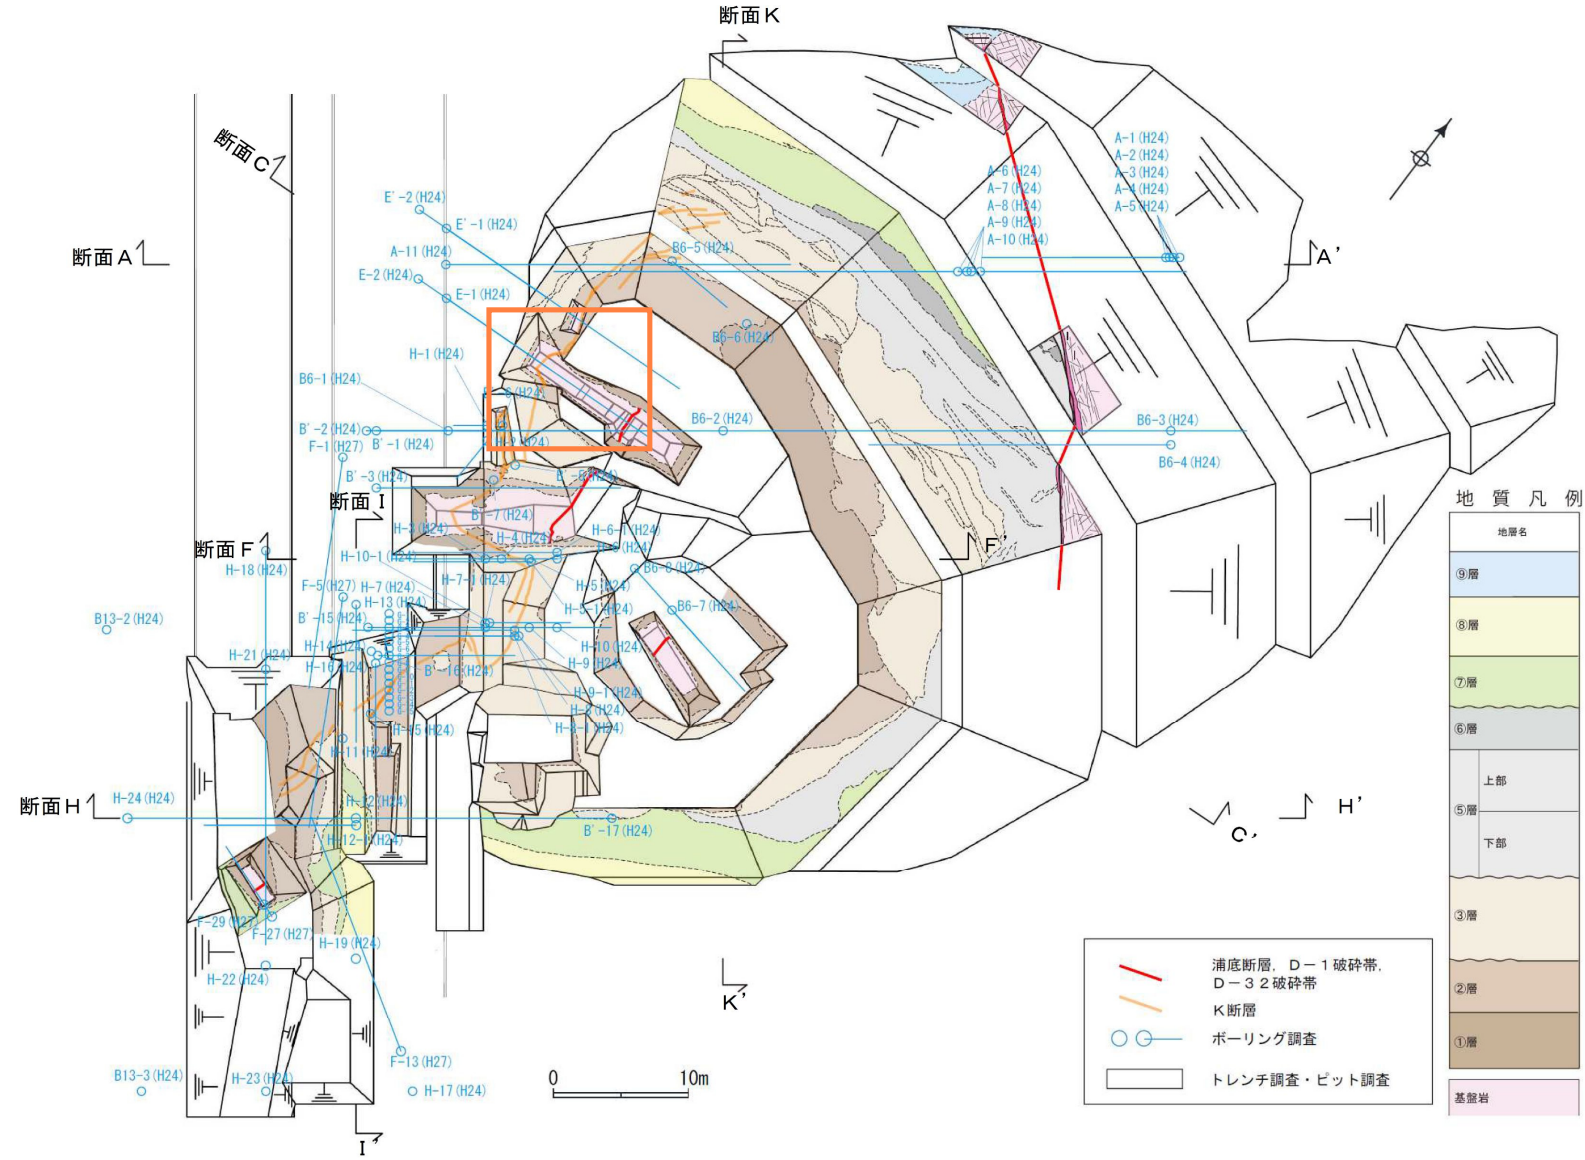 断面K
断面C
A-1(H24)
A-2(H24)
A-3(H24)
A-4(H24)
A-5(H24)
A-6(H24)
A-7(H24)
A-8(H24)
A-9(H24)
A-10(H24)
E'-2(H24)
E'-1(H24)
断面A
A'
A-11(H24)
B6-5(H24)
E-2(H24)
E-1(H24)
B6-6(H24)
H-1(H24)
B6-1(H24)
B'-2(H24)
B'-1(H24)
H-2(H24)
B6-2(H24)
B6-3(H24)
F-1(H27)
B6-4(H24)
B'-3(H24)
断面I
B'-7(H24)
地質凡例
地層名
H-3(H24)
H-4(H24)
H-6-1(H24)
断面F
F'
H-10-1(H24)
H-18(H24)
B6-8(H24)
⑨層
F-5(H27)
H-7(H24)
H-7-1(H24)
H-5(H24)
H-13(H24)
H-5-1(H24)
B6-7(H24)
B13-2(H24)
B'-15(H24)
⑧層
H-14(H24)
H-10(H24)
H-21(H24)
H-16(H24)
B'-16(H24)
H-9(H24)
⑦層
H-9-1(H24)
H-8(H24)
H-8-1(H24)
H-15(H24)
⑥層
H-11(H24)
上部
断面H
H-24(H24)
H-12(H24)
H'
⑤層
B'-17(H24)
C'
H-12-1(H24)
下部
F-29(H27)
F-27(H27)
H-19(H24)
③層
H-22(H24)
浦底断層, D-1破砕帯,
D-32破砕帯
K断層
ボーリング調査
トレンチ調査・ピット調査
②層
①層
基盤岩
K'
F-13(H27)
0 10m
B13-3(H24)
H-23(H24)
H-17(H24)
I'